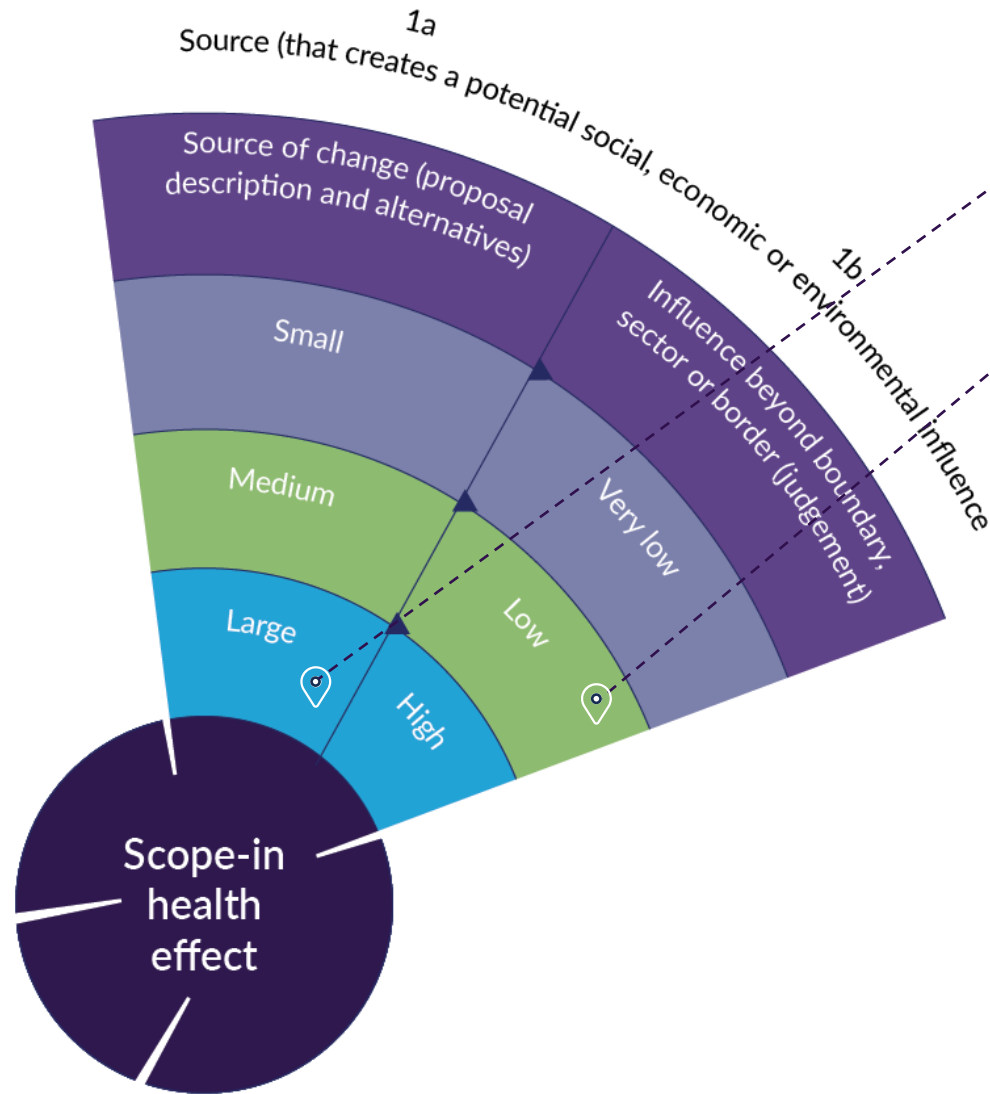 1a
Source (that creates a potential social, economic or environmental influence
1b
Source of change (proposal
description and alternatives)
Influence beyond boundary,
sector or border (judgement)
Small
Very low
Medium
Low
Large
High
Scope-in
health
effect